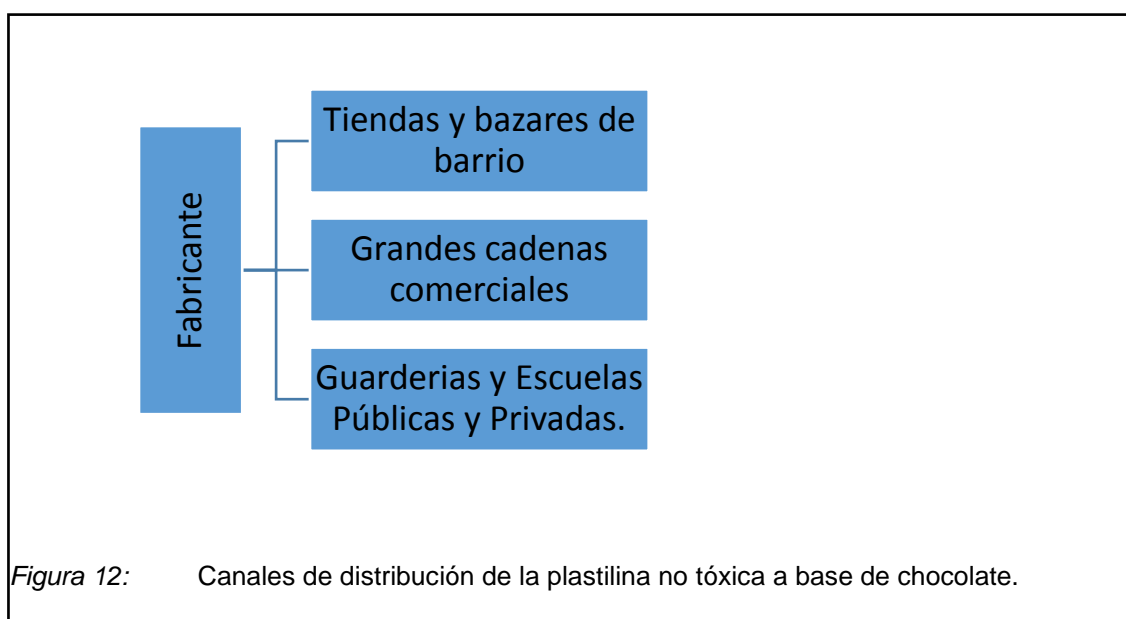 Fabricante
Tiendas y bazares de
barrio
Grandes cadenas
comerciales
Guarderias y Escuelas
Públicas y Privadas.
Figura 12: Canales de distribución de la plastilina no tóxica a base de chocolate.